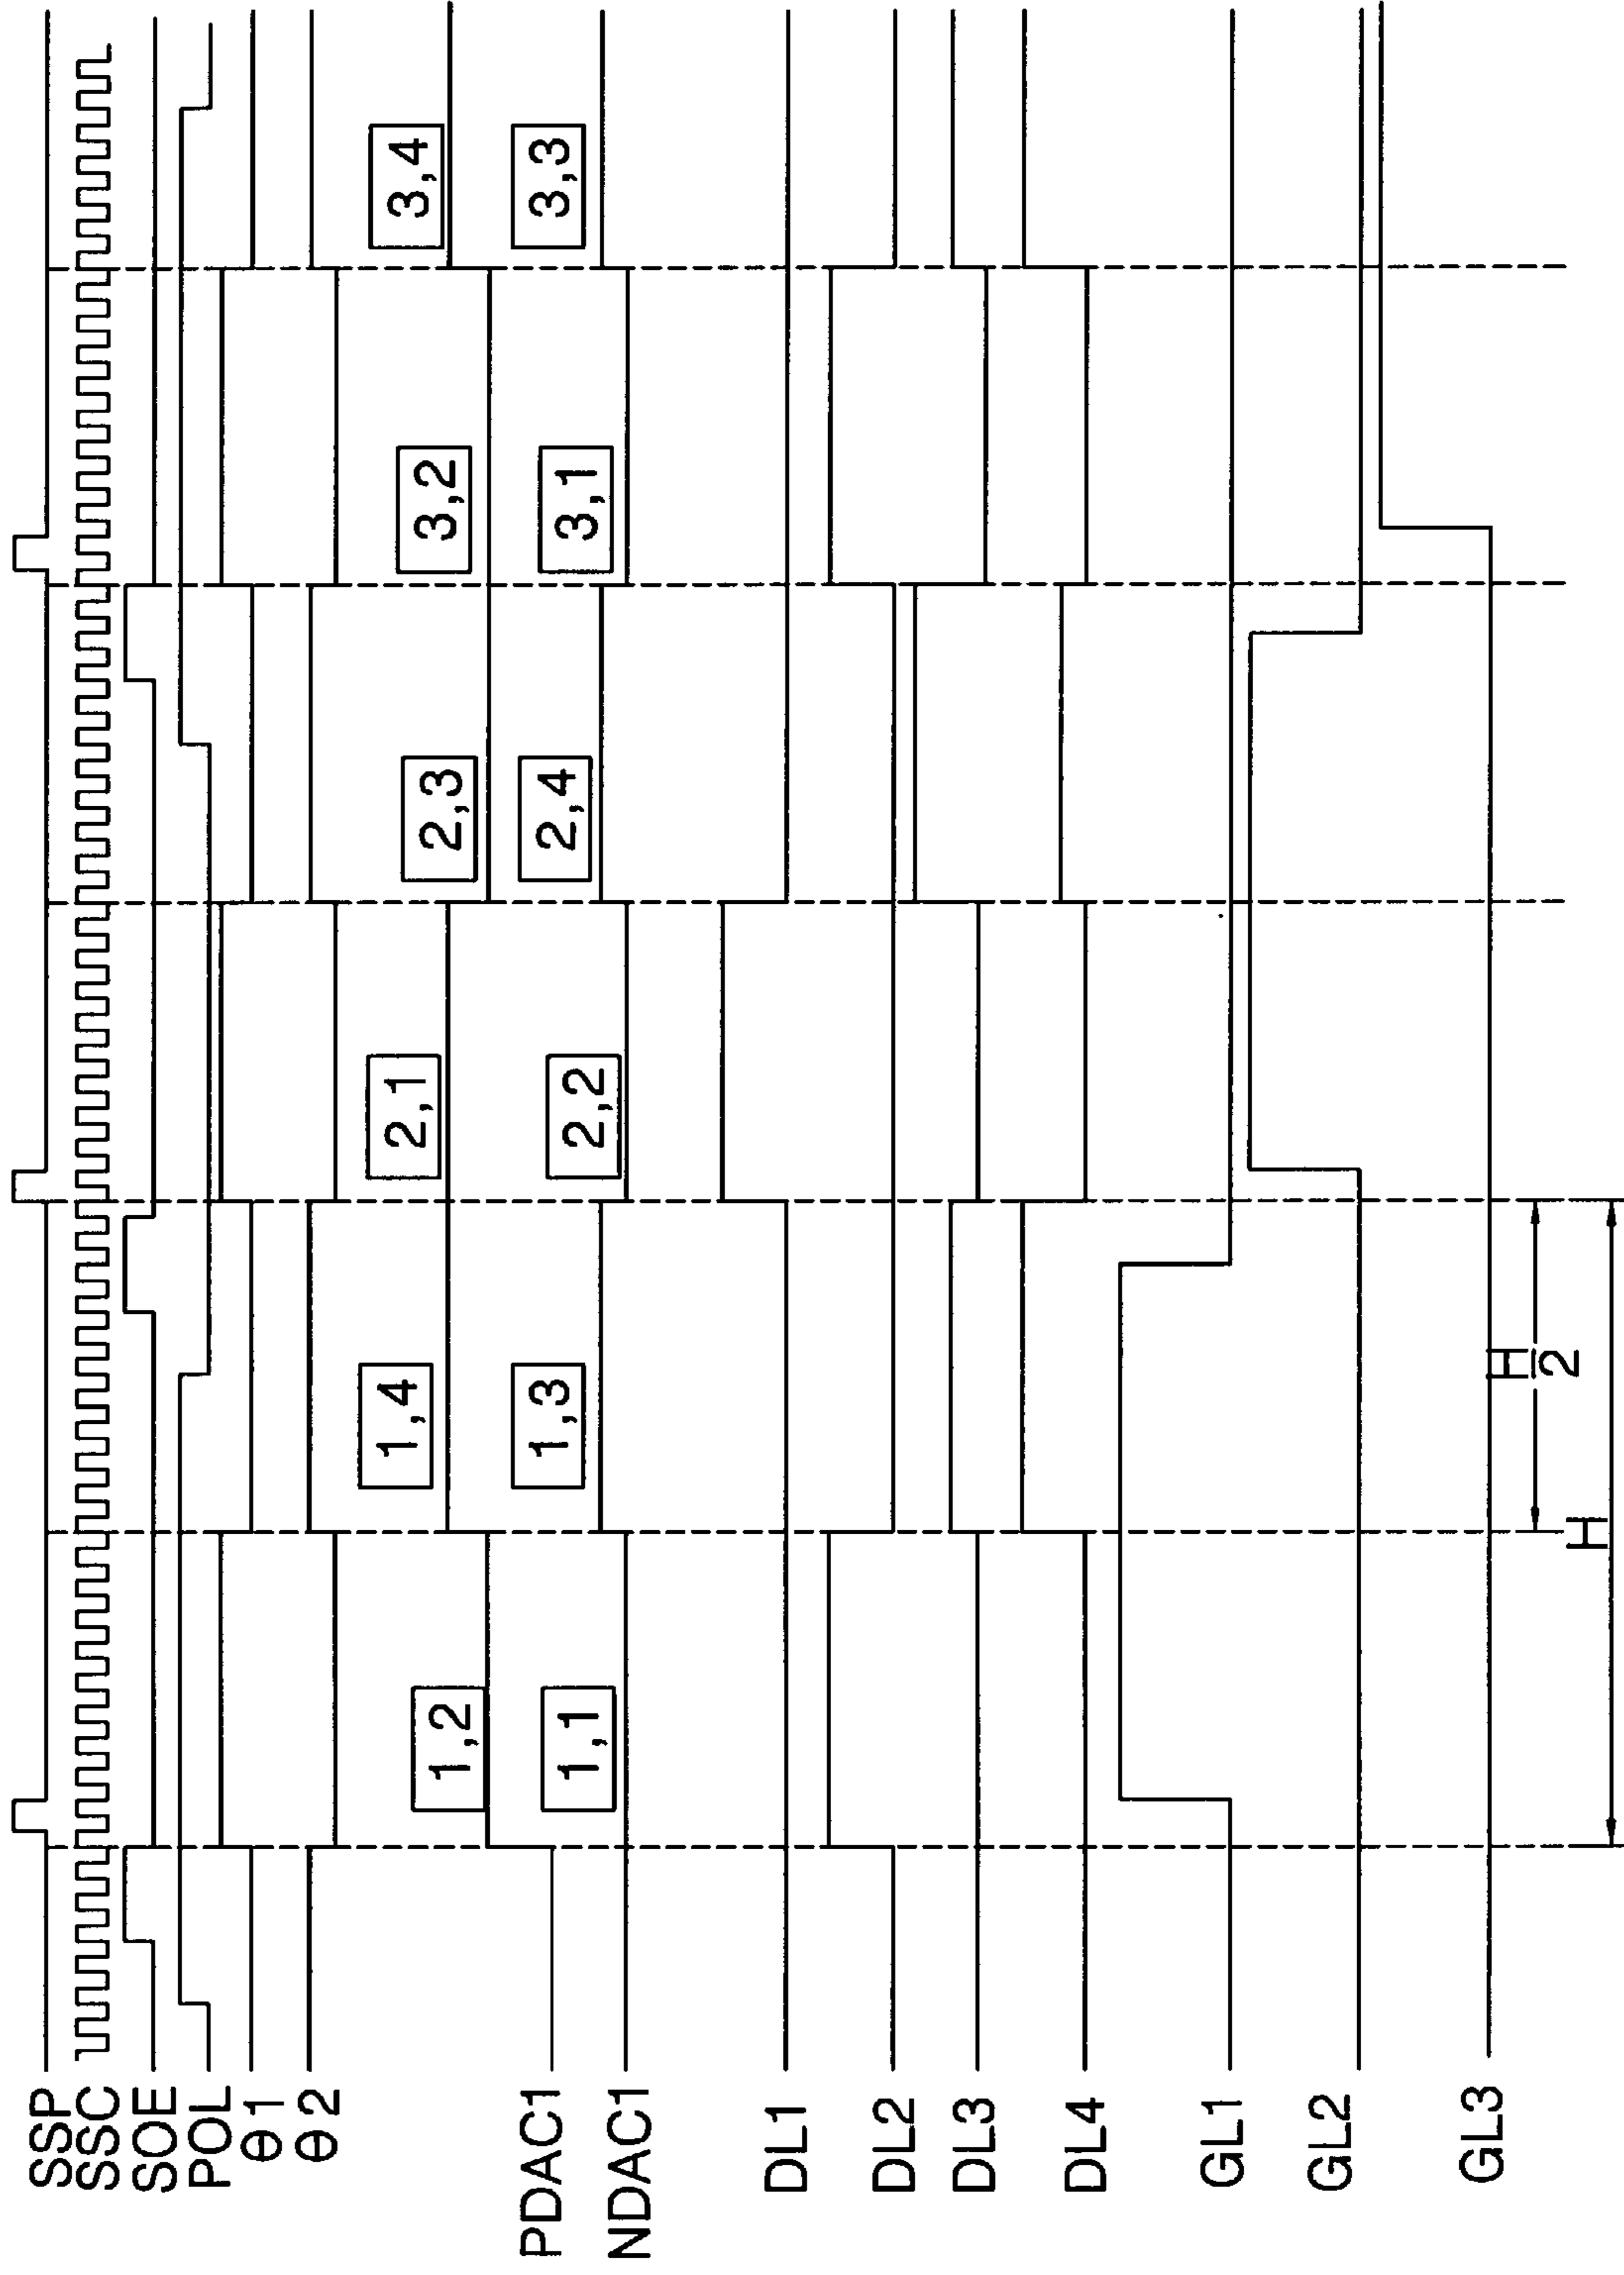 SSP
SSC
SOE
POL
θ1
θ2
PDAC1
1,2
1,4
2,1
2,3
3,2
3,4
NDAC1
1,1
1,3
2,2
2,4
3,1
3,3
DL1
DL2
DL3
DL4
GL1
GL2
GL3
H
2
H